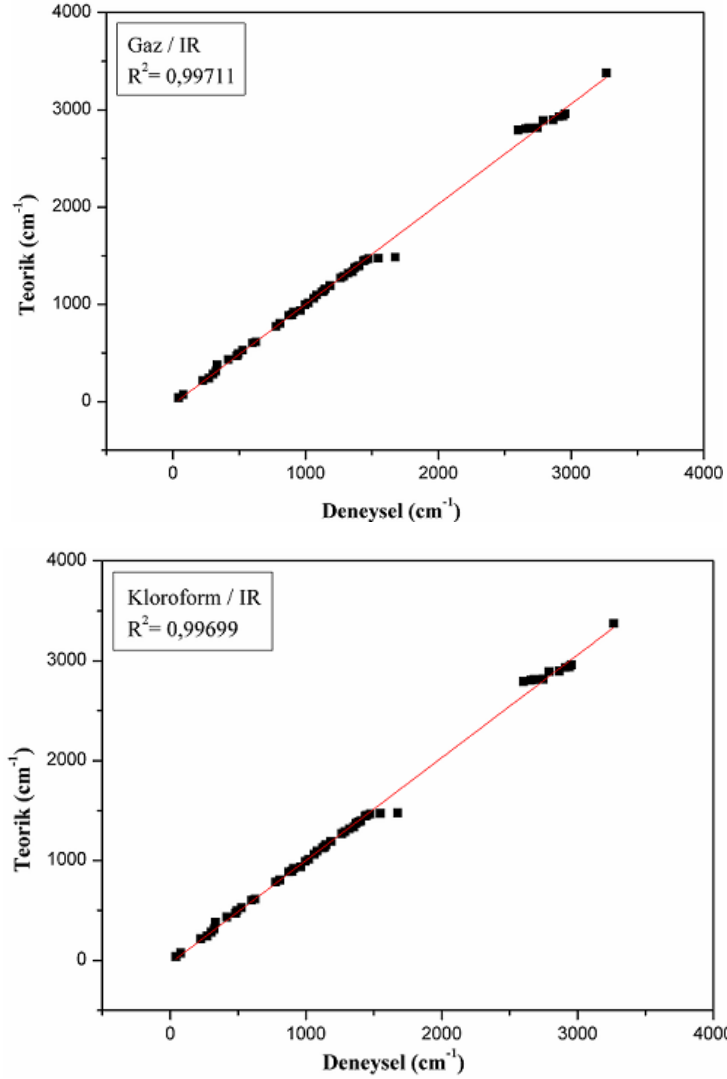 4000
Gaz / IR
R²= 0,99711
3000
2000
1000
0
Teorik (cm⁻¹)
0 1000 2000 3000 4000
Deneysel (cm⁻¹)
4000
Kloroform / IR
R²= 0,99699
3000
2000
1000
0
Teorik (cm⁻¹)
0 1000 2000 3000 4000
Deneysel (cm⁻¹)